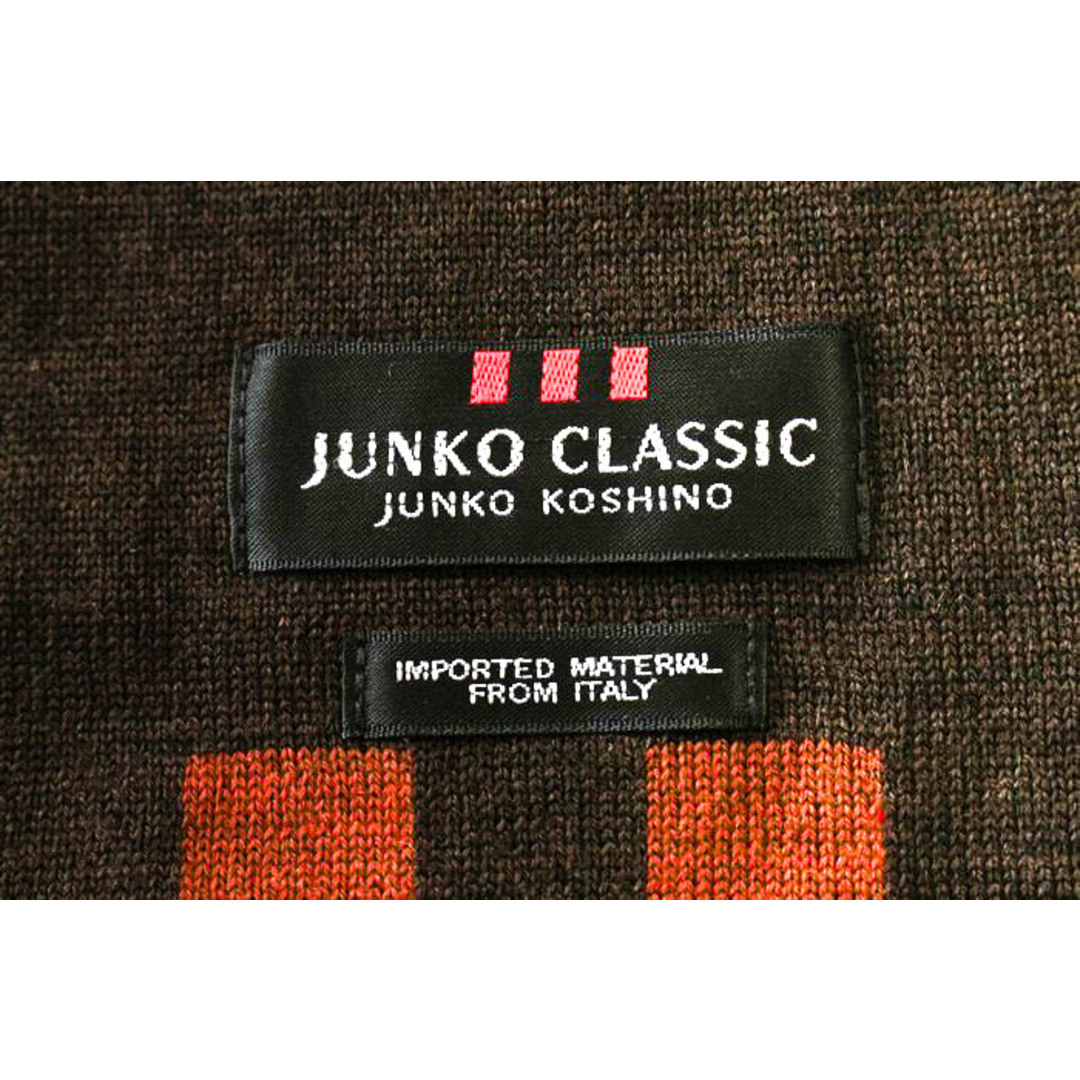 JUNKO CLASSIC
JUNKO KOSHINO
IMPORTED MATERIAL
FROM ITALY